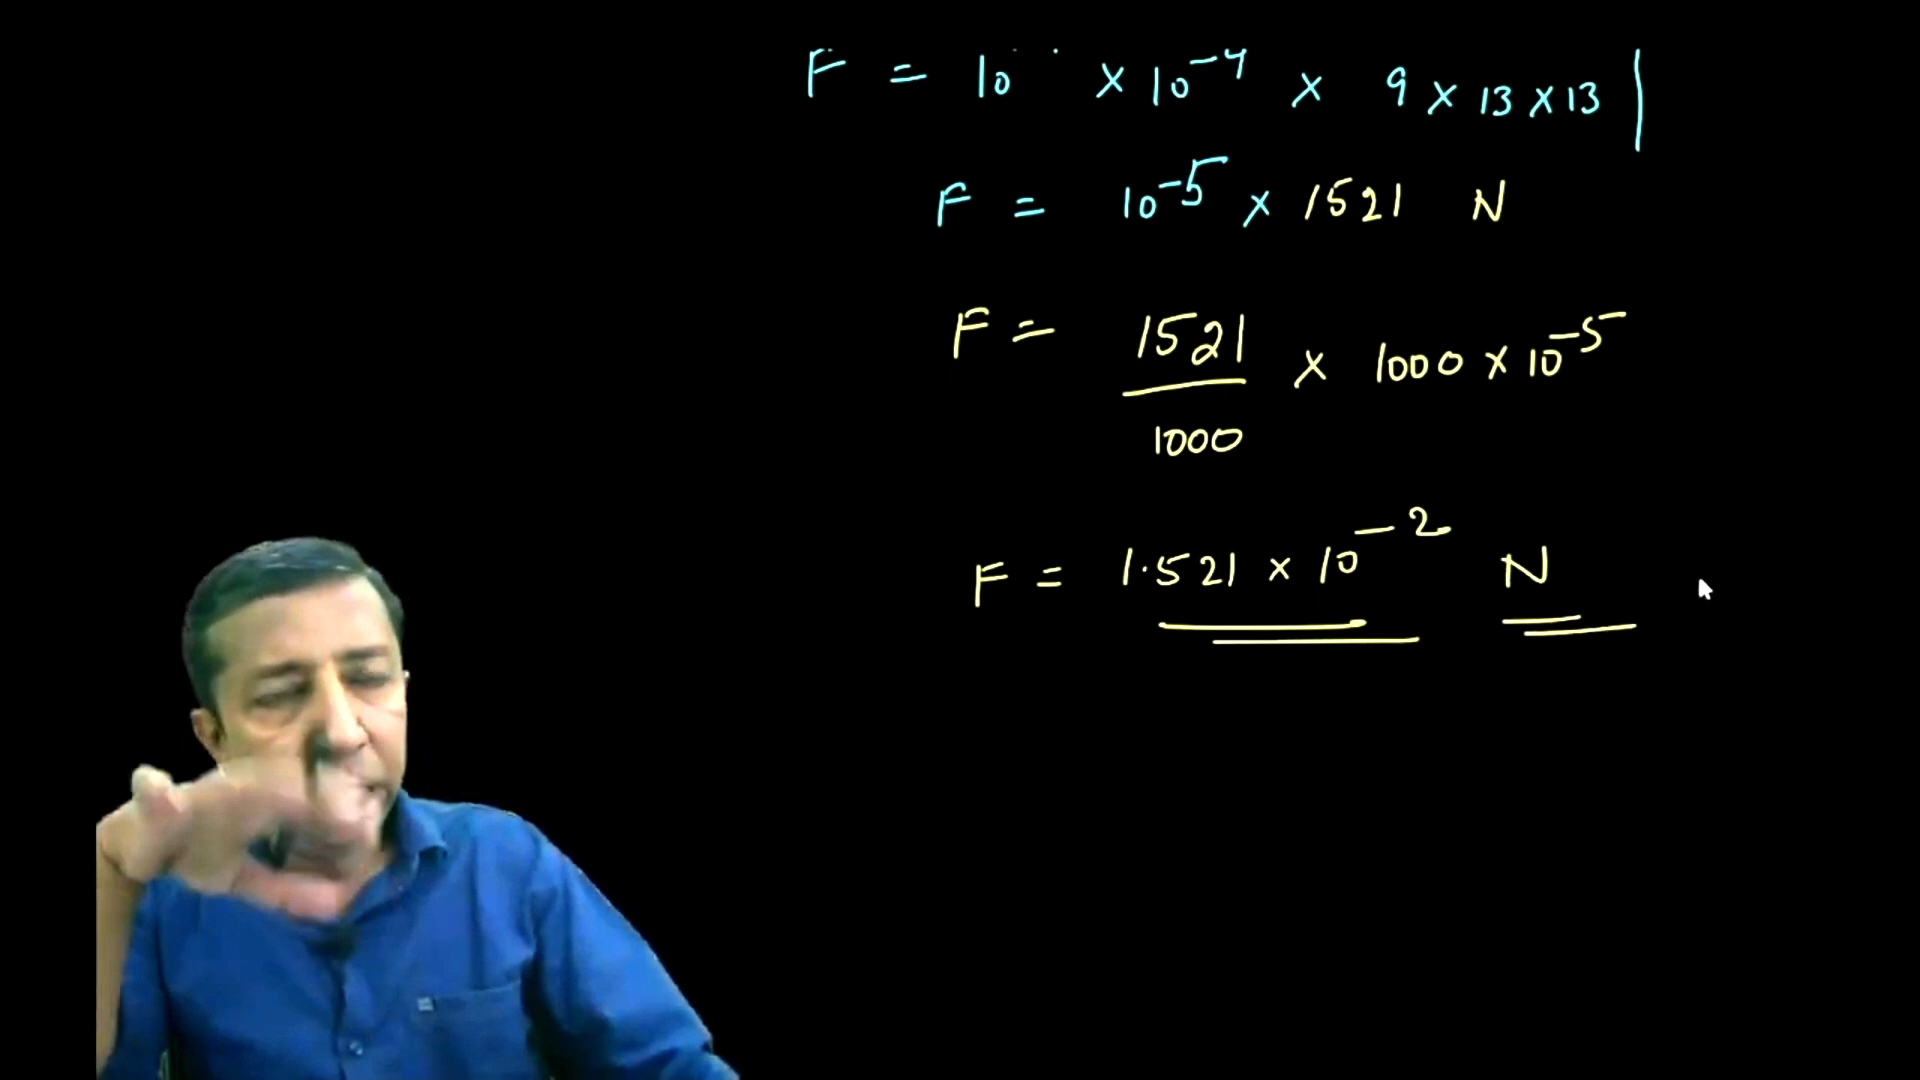 F = 10 × 10⁻⁴ × 9 × 13 × 13 |
F = 10⁻⁵ × 1521 N
F = 1521/1000 × 1000 × 10⁻⁵
F = 1.521 × 10⁻² N